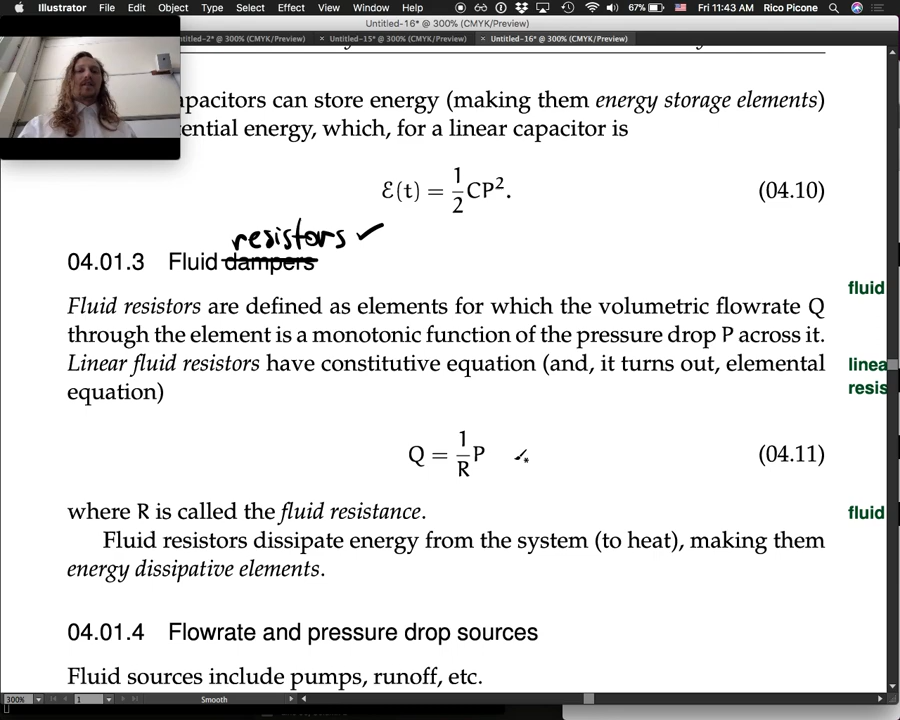 Illustrator File Edit Object Type Select Effect View Window Help 67% Fri 11:43 AM Rico Picone
Untitled-16* @ 300% (CMYK/Preview)
ntitled-2* @ 300% (CMYK/Preview) × Untitled-15* @ 300% (CMYK/Preview) × Untitled-16* @ 300% (CMYK/Preview)
apacitors can store energy (making them energy storage elements)
ential energy, which, for a linear capacitor is
ℰ(t) = 1/2 CP². (04.10)
resistors ✓
04.01.3 Fluid dampers
fluid
Fluid resistors are defined as elements for which the volumetric flowrate Q
through the element is a monotonic function of the pressure drop P across it.
Linear fluid resistors have constitutive equation (and, it turns out, elemental
linea
equation)
resis
Q = 1/R P (04.11)
where R is called the fluid resistance.
fluid
Fluid resistors dissipate energy from the system (to heat), making them
energy dissipative elements.
04.01.4 Flowrate and pressure drop sources
Fluid sources include pumps, runoff, etc.
300% 1 Smooth